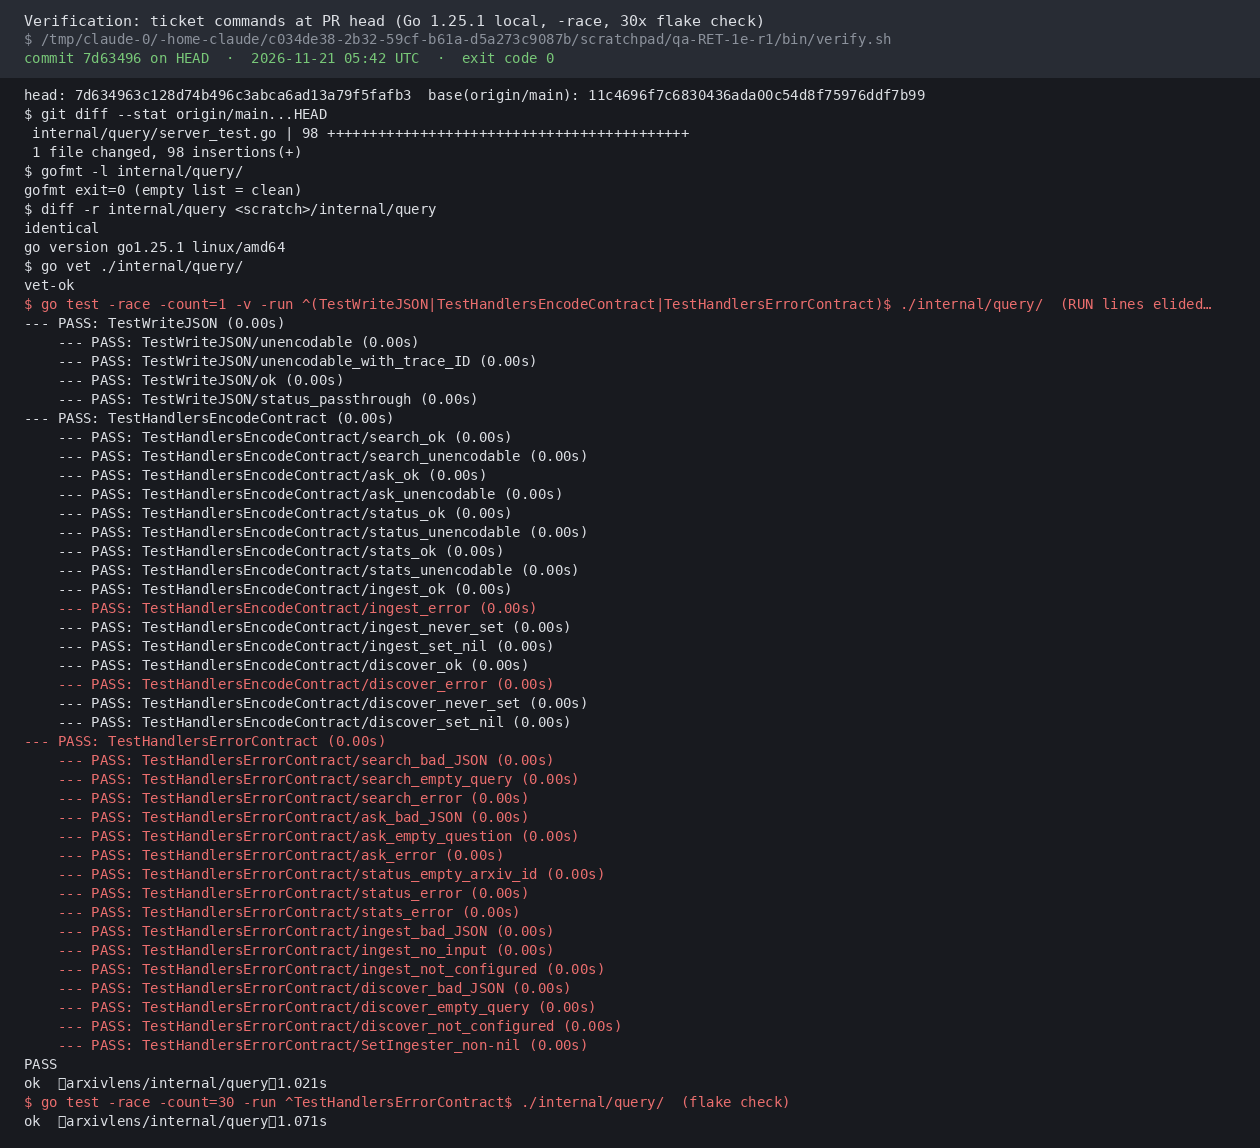 Verification: ticket commands at PR head (Go 1.25.1 local, -race, 30x flake check)
$ /tmp/claude-0/-home-claude/c034de38-2b32-59cf-b61a-d5a273c9087b/scratchpad/qa-RET-1e-r1/bin/verify.sh
commit 7d63496 on HEAD · 2026-11-21 05:42 UTC · exit code 0
head: 7d634963c128d74b496c3abca6ad13a79f5fafb3 base(origin/main): 11c4696f7c6830436ada00c54d8f75976ddf7b99
$ git diff --stat origin/main...HEAD
internal/query/server_test.go | 98 +++++++++++++++++++++++++++++++++++++++++++
1 file changed, 98 insertions(+)
$ gofmt -l internal/query/
gofmt exit=0 (empty list = clean)
$ diff -r internal/query <scratch>/internal/query
identical
go version go1.25.1 linux/amd64
$ go vet ./internal/query/
vet-ok
$ go test -race -count=1 -v -run ^(TestWriteJSON|TestHandlersEncodeContract|TestHandlersErrorContract)$ ./internal/query/ (RUN lines elided…
--- PASS: TestWriteJSON (0.00s)
--- PASS: TestWriteJSON/unencodable (0.00s)
--- PASS: TestWriteJSON/unencodable_with_trace_ID (0.00s)
--- PASS: TestWriteJSON/ok (0.00s)
--- PASS: TestWriteJSON/status_passthrough (0.00s)
--- PASS: TestHandlersEncodeContract (0.00s)
--- PASS: TestHandlersEncodeContract/search_ok (0.00s)
--- PASS: TestHandlersEncodeContract/search_unencodable (0.00s)
--- PASS: TestHandlersEncodeContract/ask_ok (0.00s)
--- PASS: TestHandlersEncodeContract/ask_unencodable (0.00s)
--- PASS: TestHandlersEncodeContract/status_ok (0.00s)
--- PASS: TestHandlersEncodeContract/status_unencodable (0.00s)
--- PASS: TestHandlersEncodeContract/stats_ok (0.00s)
--- PASS: TestHandlersEncodeContract/stats_unencodable (0.00s)
--- PASS: TestHandlersEncodeContract/ingest_ok (0.00s)
--- PASS: TestHandlersEncodeContract/ingest_error (0.00s)
--- PASS: TestHandlersEncodeContract/ingest_never_set (0.00s)
--- PASS: TestHandlersEncodeContract/ingest_set_nil (0.00s)
--- PASS: TestHandlersEncodeContract/discover_ok (0.00s)
--- PASS: TestHandlersEncodeContract/discover_error (0.00s)
--- PASS: TestHandlersEncodeContract/discover_never_set (0.00s)
--- PASS: TestHandlersEncodeContract/discover_set_nil (0.00s)
--- PASS: TestHandlersErrorContract (0.00s)
--- PASS: TestHandlersErrorContract/search_bad_JSON (0.00s)
--- PASS: TestHandlersErrorContract/search_empty_query (0.00s)
--- PASS: TestHandlersErrorContract/search_error (0.00s)
--- PASS: TestHandlersErrorContract/ask_bad_JSON (0.00s)
--- PASS: TestHandlersErrorContract/ask_empty_question (0.00s)
--- PASS: TestHandlersErrorContract/ask_error (0.00s)
--- PASS: TestHandlersErrorContract/status_empty_arxiv_id (0.00s)
--- PASS: TestHandlersErrorContract/status_error (0.00s)
--- PASS: TestHandlersErrorContract/stats_error (0.00s)
--- PASS: TestHandlersErrorContract/ingest_bad_JSON (0.00s)
--- PASS: TestHandlersErrorContract/ingest_no_input (0.00s)
--- PASS: TestHandlersErrorContract/ingest_not_configured (0.00s)
--- PASS: TestHandlersErrorContract/discover_bad_JSON (0.00s)
--- PASS: TestHandlersErrorContract/discover_empty_query (0.00s)
--- PASS: TestHandlersErrorContract/discover_not_configured (0.00s)
--- PASS: TestHandlersErrorContract/SetIngester_non-nil (0.00s)
PASS
ok arxivlens/internal/query 1.021s
$ go test -race -count=30 -run ^TestHandlersErrorContract$ ./internal/query/ (flake check)
ok arxivlens/internal/query 1.071s